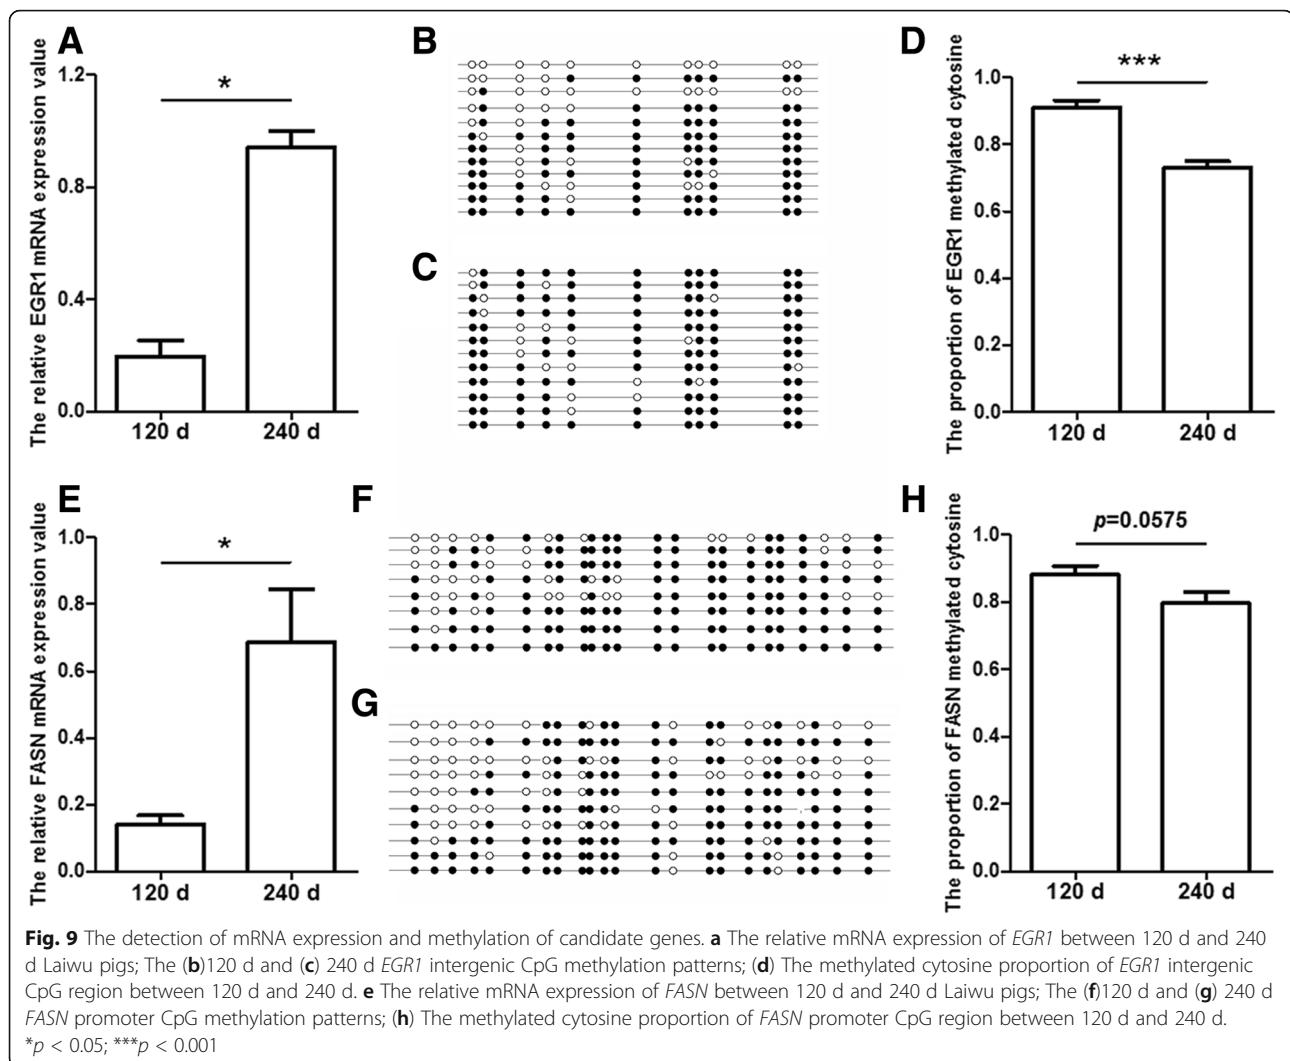 A
The relative EGR1 mRNA expression value
1.2
0.8
0.4
0.0
*
120 d
240 d
B
C
D
The proportion of EGR1 methylated cytosine
1.0
0.8
0.6
0.4
0.2
0.0
***
120 d
240 d
E
The relative FASN mRNA expression value
1.0
0.8
0.6
0.4
0.2
0.0
*
120 d
240 d
F
G
H
The proportion of FASN methylated cytosine
1.0
0.8
0.6
0.4
0.2
0.0
p=0.0575
120 d
240 d
Fig. 9 The detection of mRNA expression and methylation of candidate genes. a The relative mRNA expression of EGR1 between 120 d and 240
d Laiwu pigs; The (b)120 d and (c) 240 d EGR1 intergenic CpG methylation patterns; (d) The methylated cytosine proportion of EGR1 intergenic
CpG region between 120 d and 240 d. e The relative mRNA expression of FASN between 120 d and 240 d Laiwu pigs; The (f)120 d and (g) 240 d
FASN promoter CpG methylation patterns; (h) The methylated cytosine proportion of FASN promoter CpG region between 120 d and 240 d.
*p < 0.05; ***p < 0.001